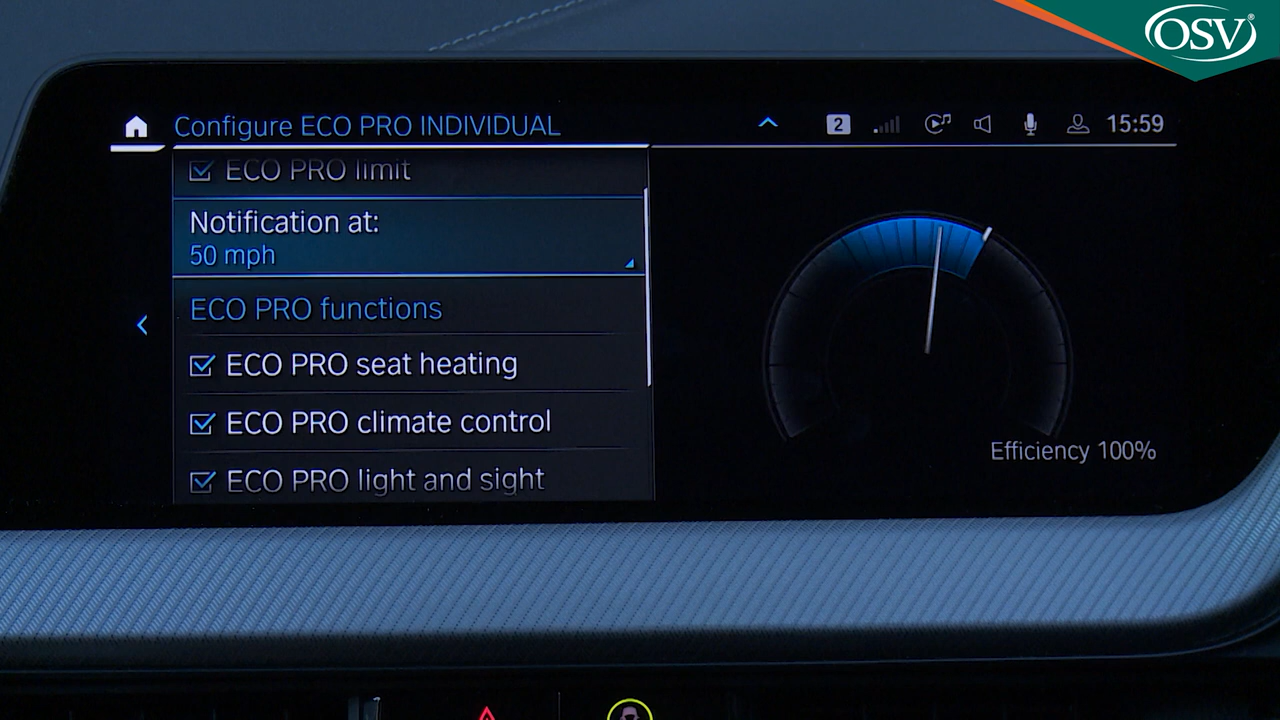 OSV®
Configure ECO PRO INDIVIDUAL
2
15:59
ECO PRO limit
Notification at:
50 mph
ECO PRO functions
ECO PRO seat heating
ECO PRO climate control
ECO PRO light and sight
Efficiency 100%